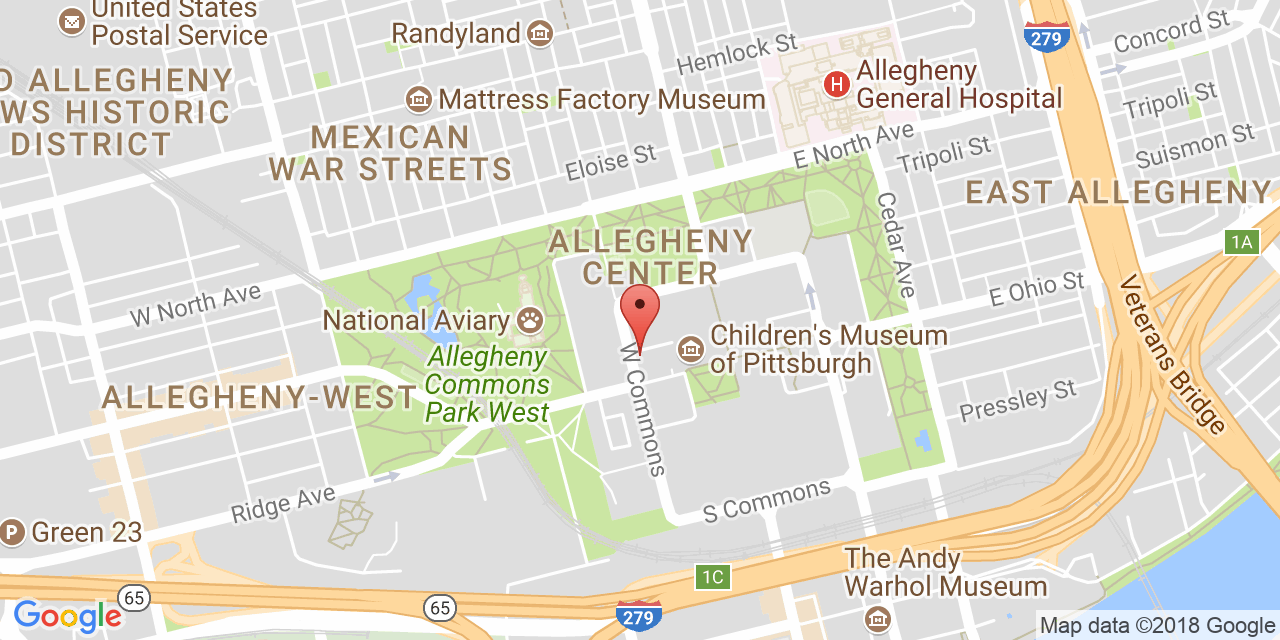 United States
Postal Service
Randyland
Hemlock St
279
Concord St
D ALLEGHENY
WS HISTORIC
DISTRICT
Mattress Factory Museum
H
Allegheny
General Hospital
Tripoli St
MEXICAN
WAR STREETS
Eloise St
E North Ave
Tripoli St
Suismon St
EAST ALLEGHENY
ALLEGHENY
CENTER
Cedar Ave
1A
W North Ave
National Aviary
E Ohio St
Veterans Bridge
Allegheny
Commons
Park West
W Commons
Children's Museum
of Pittsburgh
ALLEGHENY-WEST
Pressley St
Ridge Ave
S Commons
P
Green 23
The Andy
Warhol Museum
1C
65
65
279
Google
Map data ©2018 Google